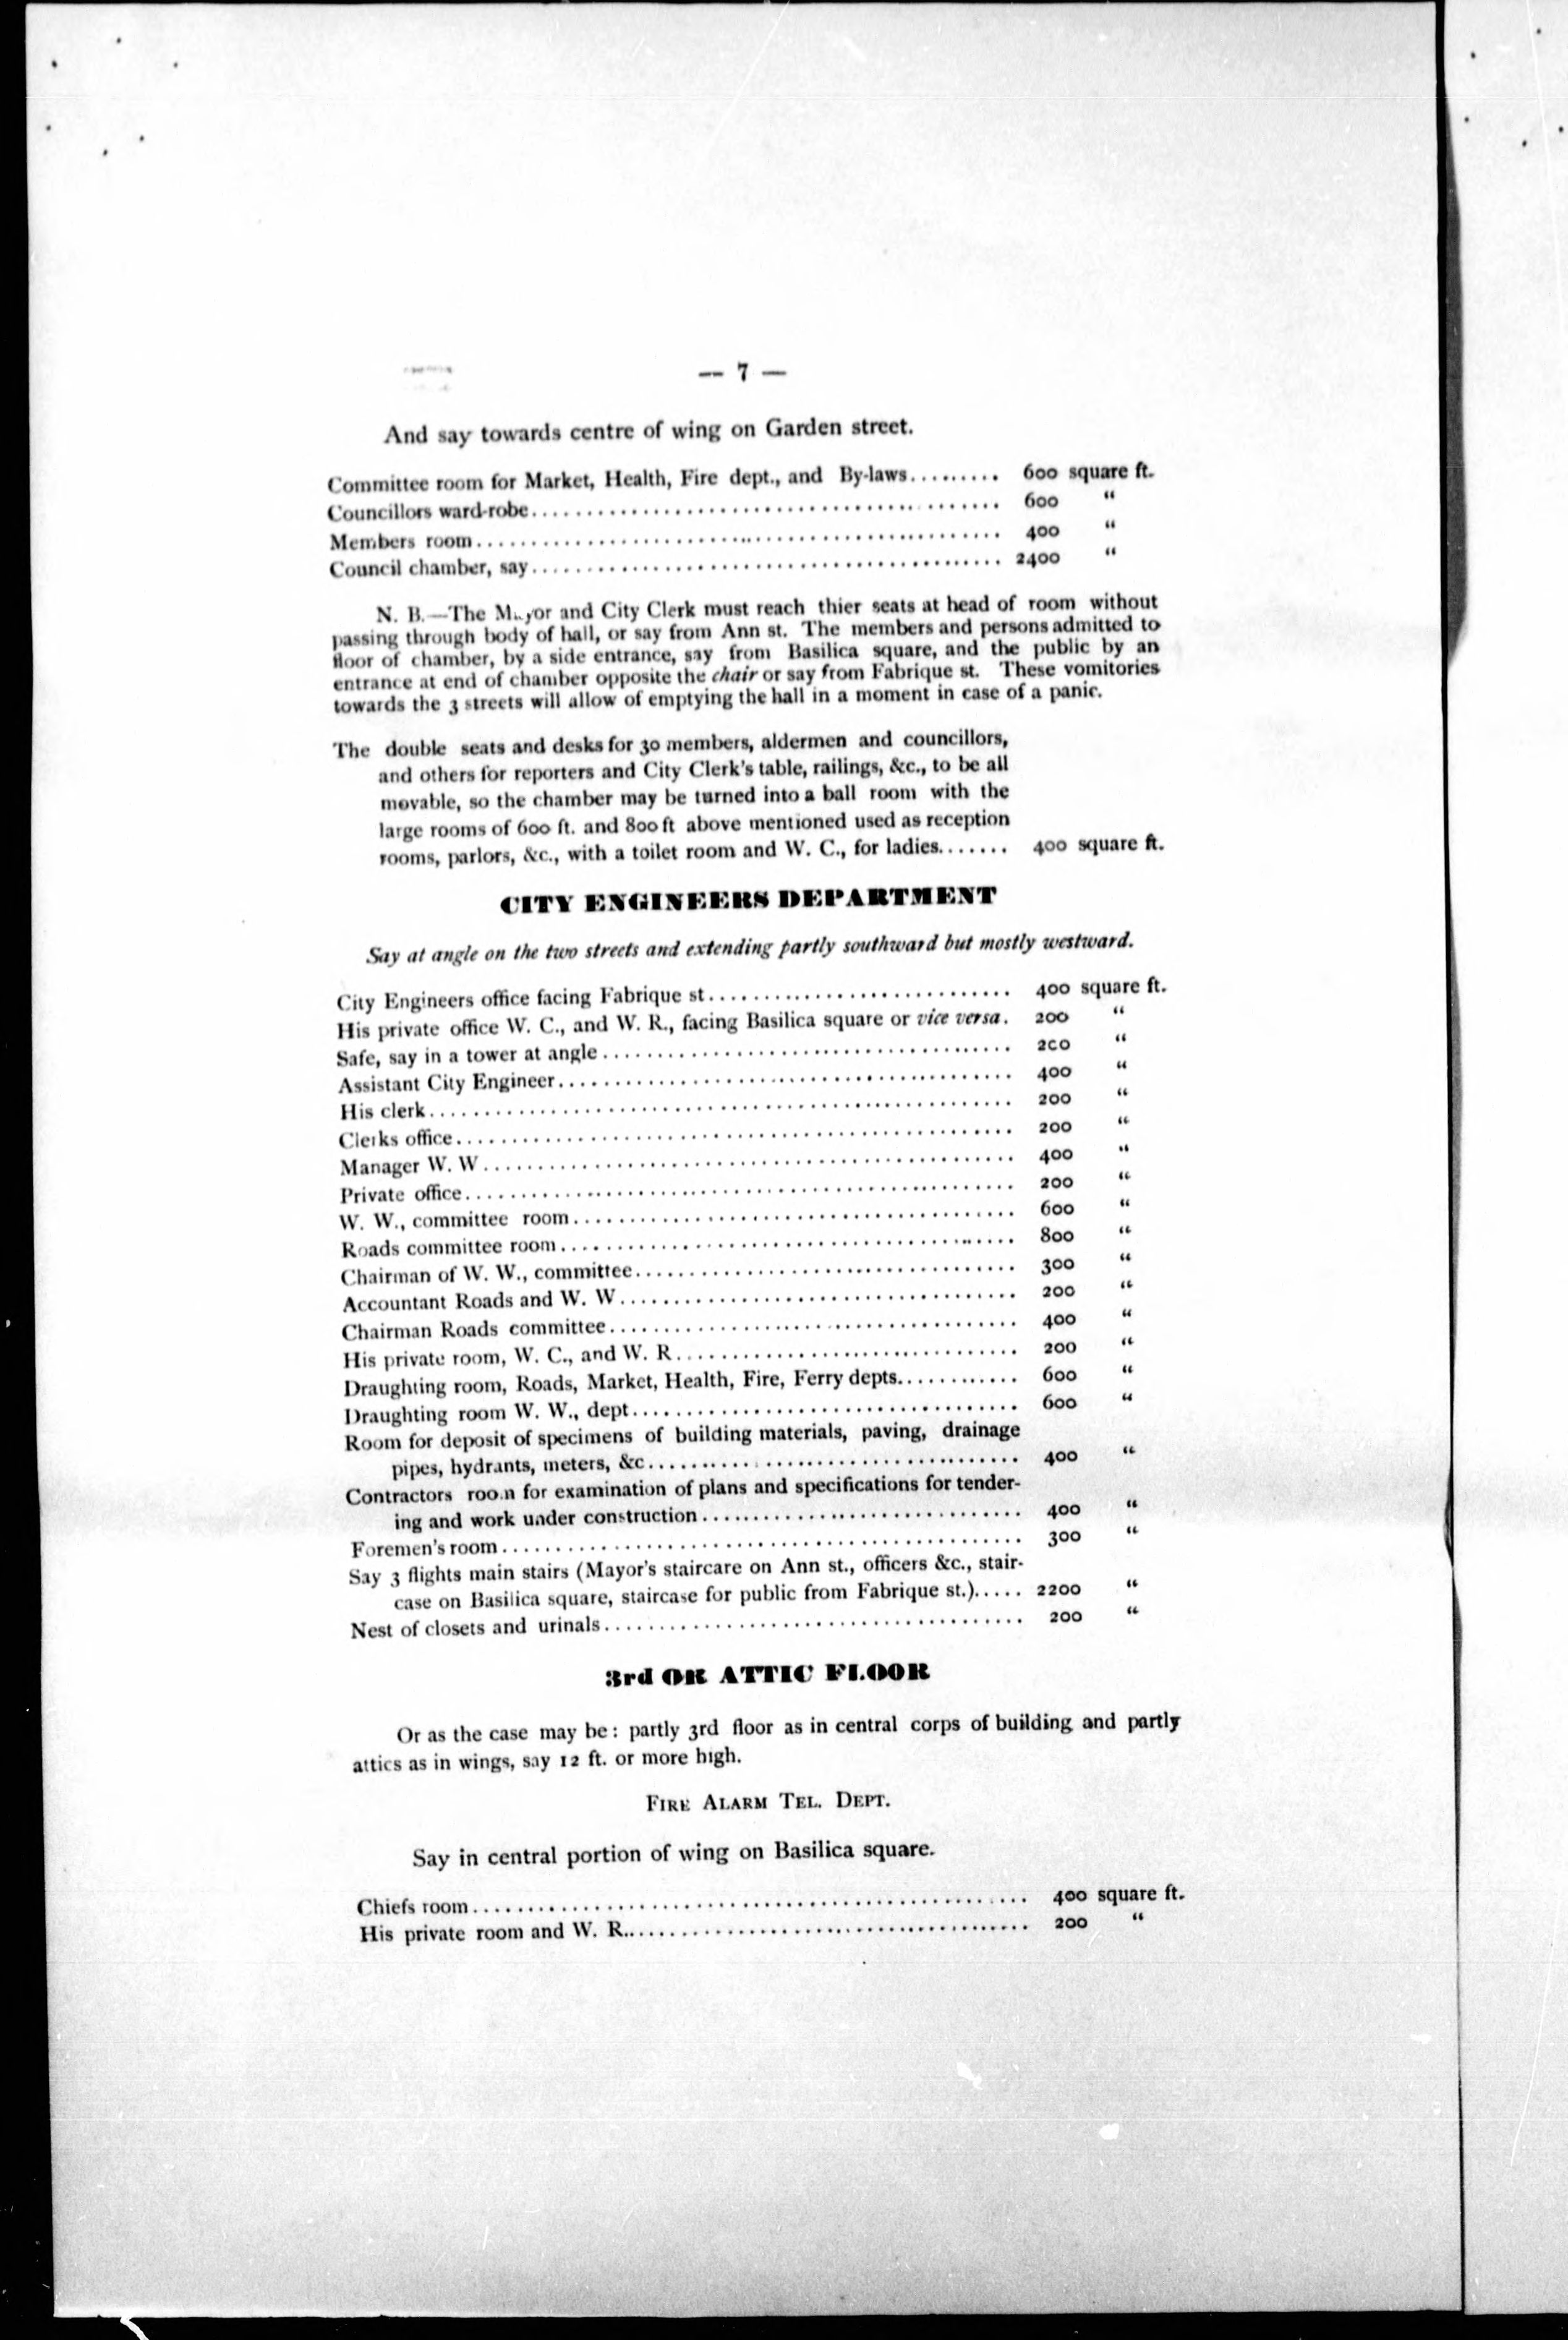 — 7 —
And say towards centre of wing on Garden street.
Committee room for Market, Health, Fire dept., and By-laws......... 600 square ft.
Councillors ward-robe........................................ 600 "
Members room........................................ 400 "
Council chamber, say........................................ 2400 "
N. B.—The Mayor and City Clerk must reach thier seats at head of room without
passing through body of hall, or say from Ann st. The members and persons admitted to
floor of chamber, by a side entrance, say from Basilica square, and the public by an
entrance at end of chamber opposite the chair or say from Fabrique st. These vomitories
towards the 3 streets will allow of emptying the hall in a moment in case of a panic.
The double seats and desks for 30 members, aldermen and councillors,
and others for reporters and City Clerk's table, railings, &c., to be all
movable, so the chamber may be turned into a ball room with the
large rooms of 600 ft. and 800 ft above mentioned used as reception
rooms, parlors, &c., with a toilet room and W. C., for ladies....... 400 square ft.
CITY ENGINEERS DEPARTMENT
Say at angle on the two streets and extending partly southward but mostly westward.
City Engineers office facing Fabrique st............................ 400 square ft.
His private office W. C., and W. R., facing Basilica square or vice versa. 200 "
Safe, say in a tower at angle.................................... 200 "
Assistant City Engineer........................................ 400 "
His clerk........................................ 200 "
Clerks office........................................ 200 "
Manager W. W........................................ 400 "
Private office........................................ 200 "
W. W., committee room........................................ 600 "
Roads committee room........................................ 800 "
Chairman of W. W., committee.................................. 300 "
Accountant Roads and W. W.................................... 200 "
Chairman Roads committee.................................... 400 "
His private room, W. C., and W. R.............................. 200 "
Draughting room, Roads, Market, Health, Fire, Ferry depts............ 600 "
Draughting room W. W., dept.................................. 600 "
Room for deposit of specimens of building materials, paving, drainage
pipes, hydrants, meters, &c.................................. 400 "
Contractors room for examination of plans and specifications for tender-
ing and work under construction............................ 400 "
Foremen's room........................................ 300 "
Say 3 flights main stairs (Mayor's staircare on Ann st., officers &c., stair-
case on Basilica square, staircase for public from Fabrique st.)..... 2200 "
Nest of closets and urinals.................................... 200 "
3rd OR ATTIC FLOOR
Or as the case may be: partly 3rd floor as in central corps of building and partly
attics as in wings, say 12 ft. or more high.
FIRE ALARM TEL. DEPT.
Say in central portion of wing on Basilica square.
Chiefs room........................................ 400 square ft.
His private room and W. R.................................... 200 "